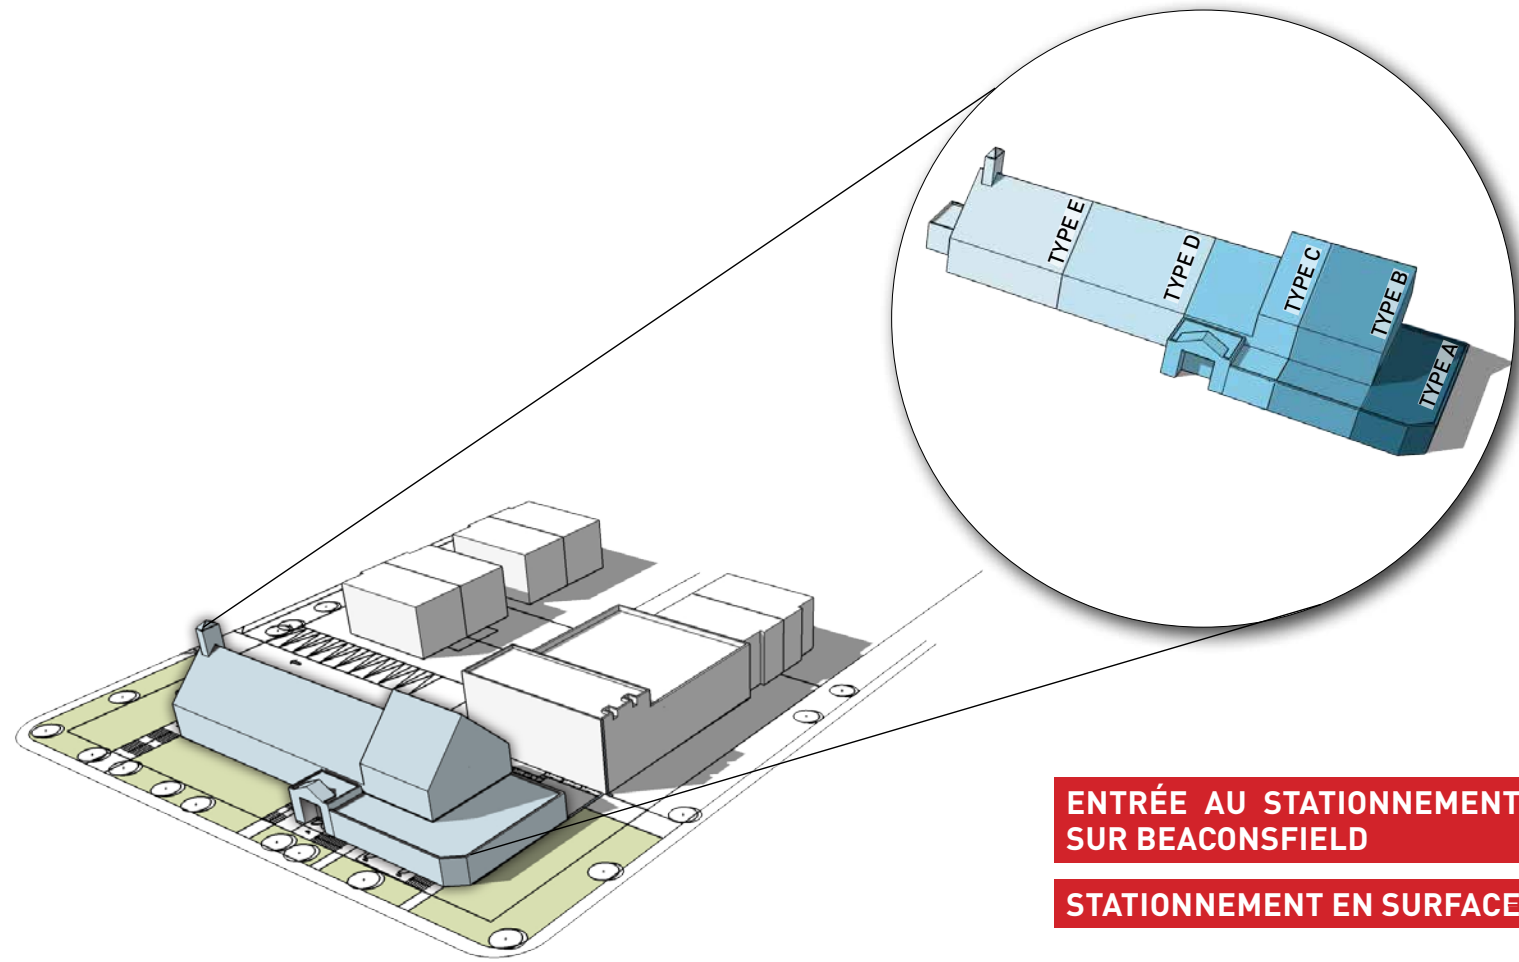 TYPE E
TYPE D
TYPE C
TYPE B
TYPE A
ENTRÉE AU STATIONNEMENT
SUR BEACONSFIELD
STATIONNEMENT EN SURFACE